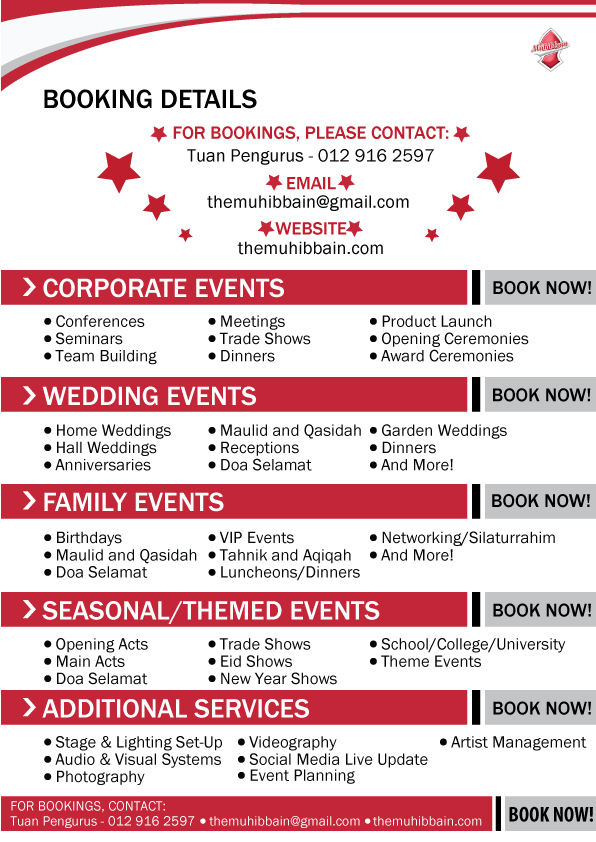 Muhibbain
BOOKING DETAILS
FOR BOOKINGS, PLEASE CONTACT:
Tuan Pengurus - 012 916 2597
EMAIL
themuhibbain@gmail.com
WEBSITE
themuhibbain.com
CORPORATE EVENTS BOOK NOW!
• Conferences • Meetings • Product Launch
• Seminars • Trade Shows • Opening Ceremonies
• Team Building • Dinners • Award Ceremonies
WEDDING EVENTS BOOK NOW!
• Home Weddings • Maulid and Qasidah • Garden Weddings
• Hall Weddings • Receptions • Dinners
• Anniversaries • Doa Selamat • And More!
FAMILY EVENTS BOOK NOW!
• Birthdays • VIP Events • Networking/Silaturrahim
• Maulid and Qasidah • Tahnik and Aqiqah • And More!
• Doa Selamat • Luncheons/Dinners
SEASONAL/THEMED EVENTS BOOK NOW!
• Opening Acts • Trade Shows • School/College/University
• Main Acts • Eid Shows • Theme Events
• Doa Selamat • New Year Shows
ADDITIONAL SERVICES BOOK NOW!
• Stage & Lighting Set-Up • Videography • Artist Management
• Audio & Visual Systems • Social Media Live Update
• Photography • Event Planning
FOR BOOKINGS, CONTACT:
Tuan Pengurus - 012 916 2597 • themuhibbain@gmail.com • themuhibbain.com BOOK NOW!